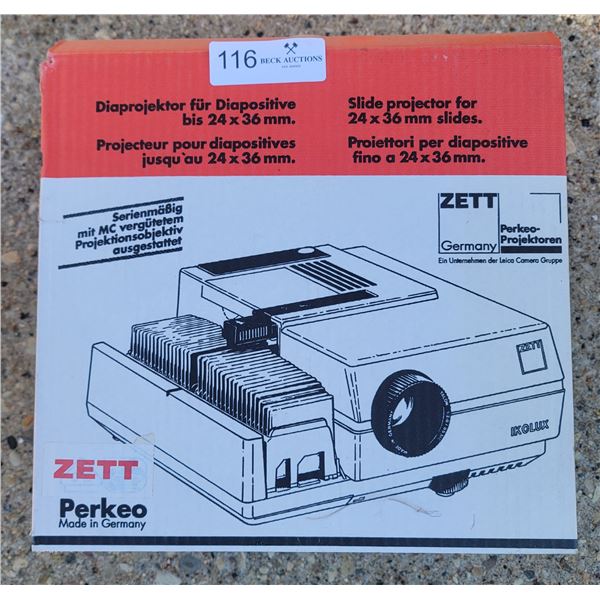 116
BECK AUCTIONS
Diaprojektor für Diapositive
bis 24 x 36 mm.
Projecteur pour diapositives
jusqu'au 24 x 36 mm.
Slide projector for
24 x 36 mm slides.
Proiettori per diapositive
fino a 24 x 36 mm.
Serienmäßig
mit MC vergütetem
Projektionsobjektiv
ausgestattet
ZETT
Germany
Perkeo-
Projektoren
Ein Unternehmen der Leica Camera Gruppe
ZETT
IKOLUX
ZETT
Perkeo
Made in Germany